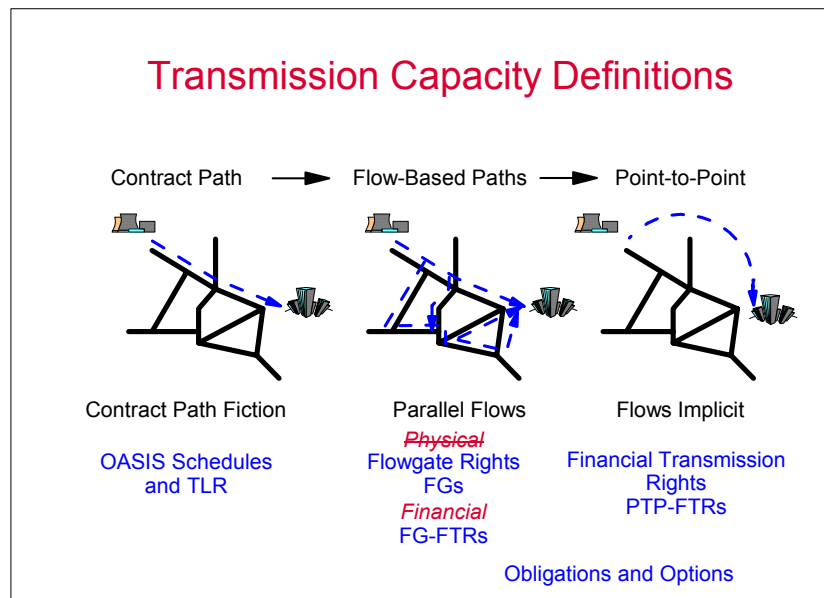 Transmission Capacity Definitions
Contract Path
Flow-Based Paths
Point-to-Point
Contract Path Fiction
Parallel Flows
Flows Implicit
OASIS Schedules
and TLR
Physical
Flowgate Rights
FGs
Financial
FG-FTRs
Financial Transmission
Rights
PTP-FTRs
Obligations and Options